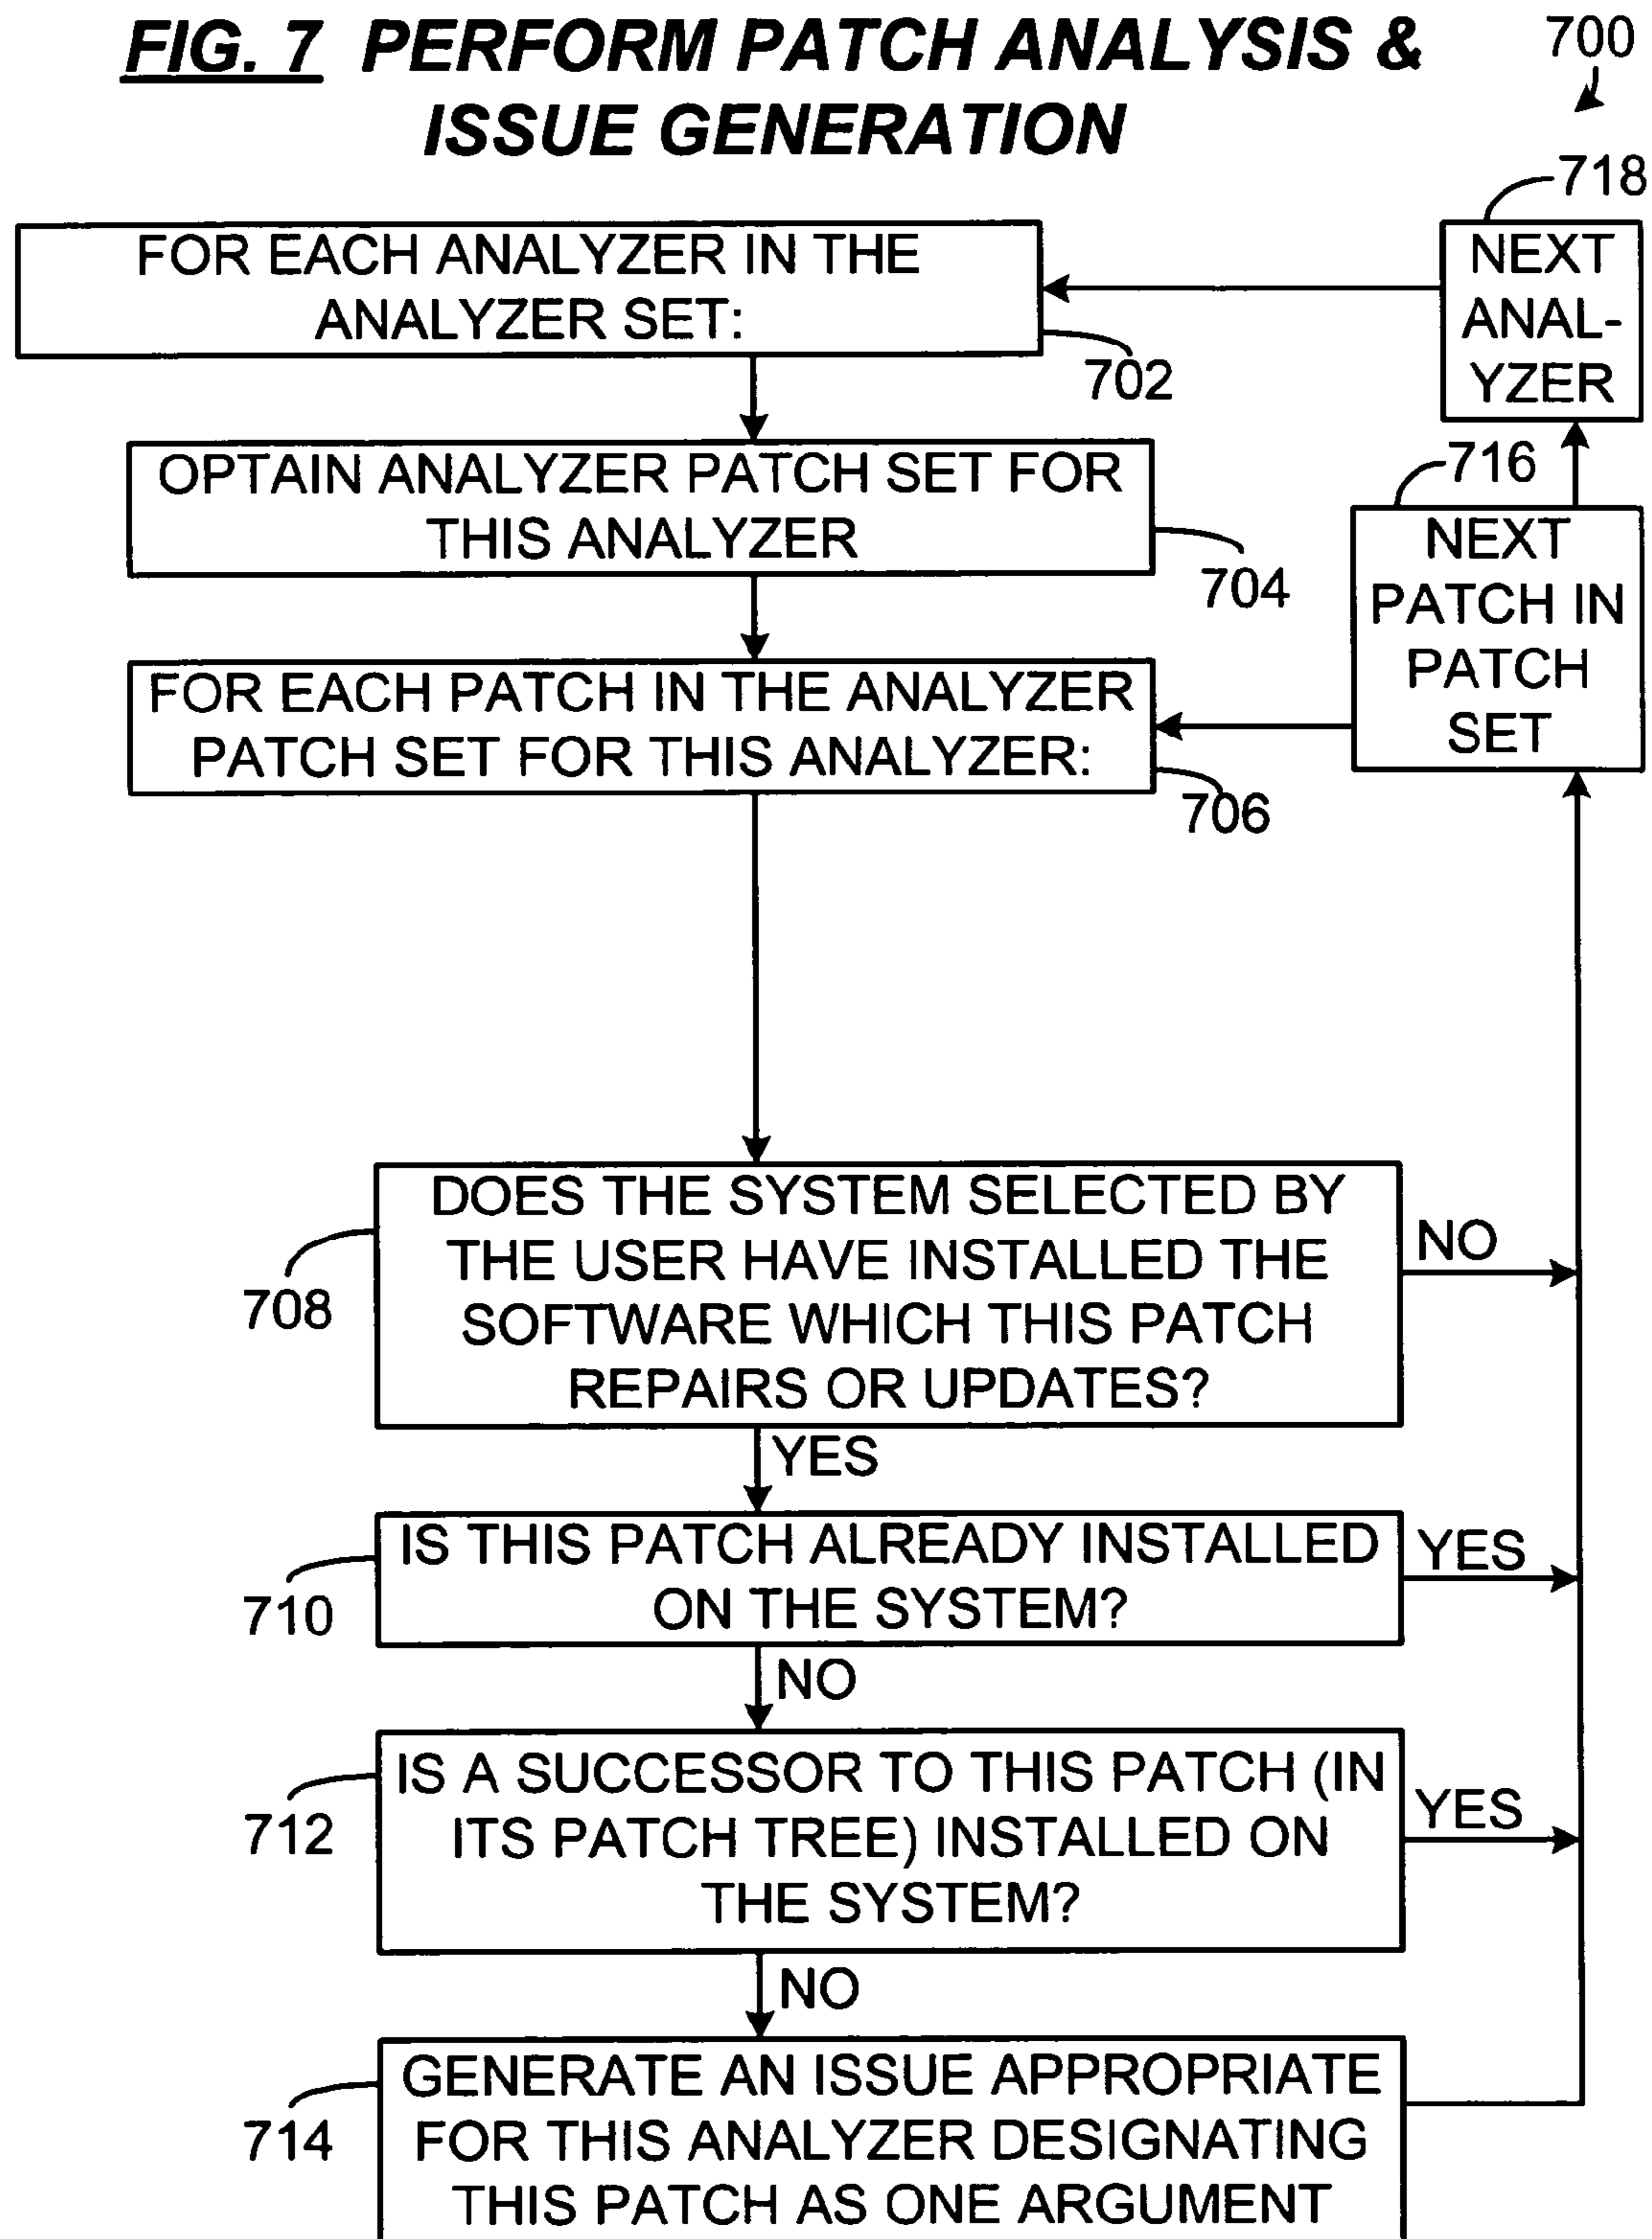 FIG. 7 PERFORM PATCH ANALYSIS &
ISSUE GENERATION
700
718
FOR EACH ANALYZER IN THE
ANALYZER SET:
702
NEXT
ANAL-
YZER
OPTAIN ANALYZER PATCH SET FOR
THIS ANALYZER
704
716
NEXT
PATCH IN
PATCH
SET
FOR EACH PATCH IN THE ANALYZER
PATCH SET FOR THIS ANALYZER:
706
DOES THE SYSTEM SELECTED BY
THE USER HAVE INSTALLED THE
SOFTWARE WHICH THIS PATCH
REPAIRS OR UPDATES?
708
NO
YES
IS THIS PATCH ALREADY INSTALLED
ON THE SYSTEM?
710
YES
NO
IS A SUCCESSOR TO THIS PATCH (IN
ITS PATCH TREE) INSTALLED ON
THE SYSTEM?
712
YES
NO
GENERATE AN ISSUE APPROPRIATE
FOR THIS ANALYZER DESIGNATING
THIS PATCH AS ONE ARGUMENT
714